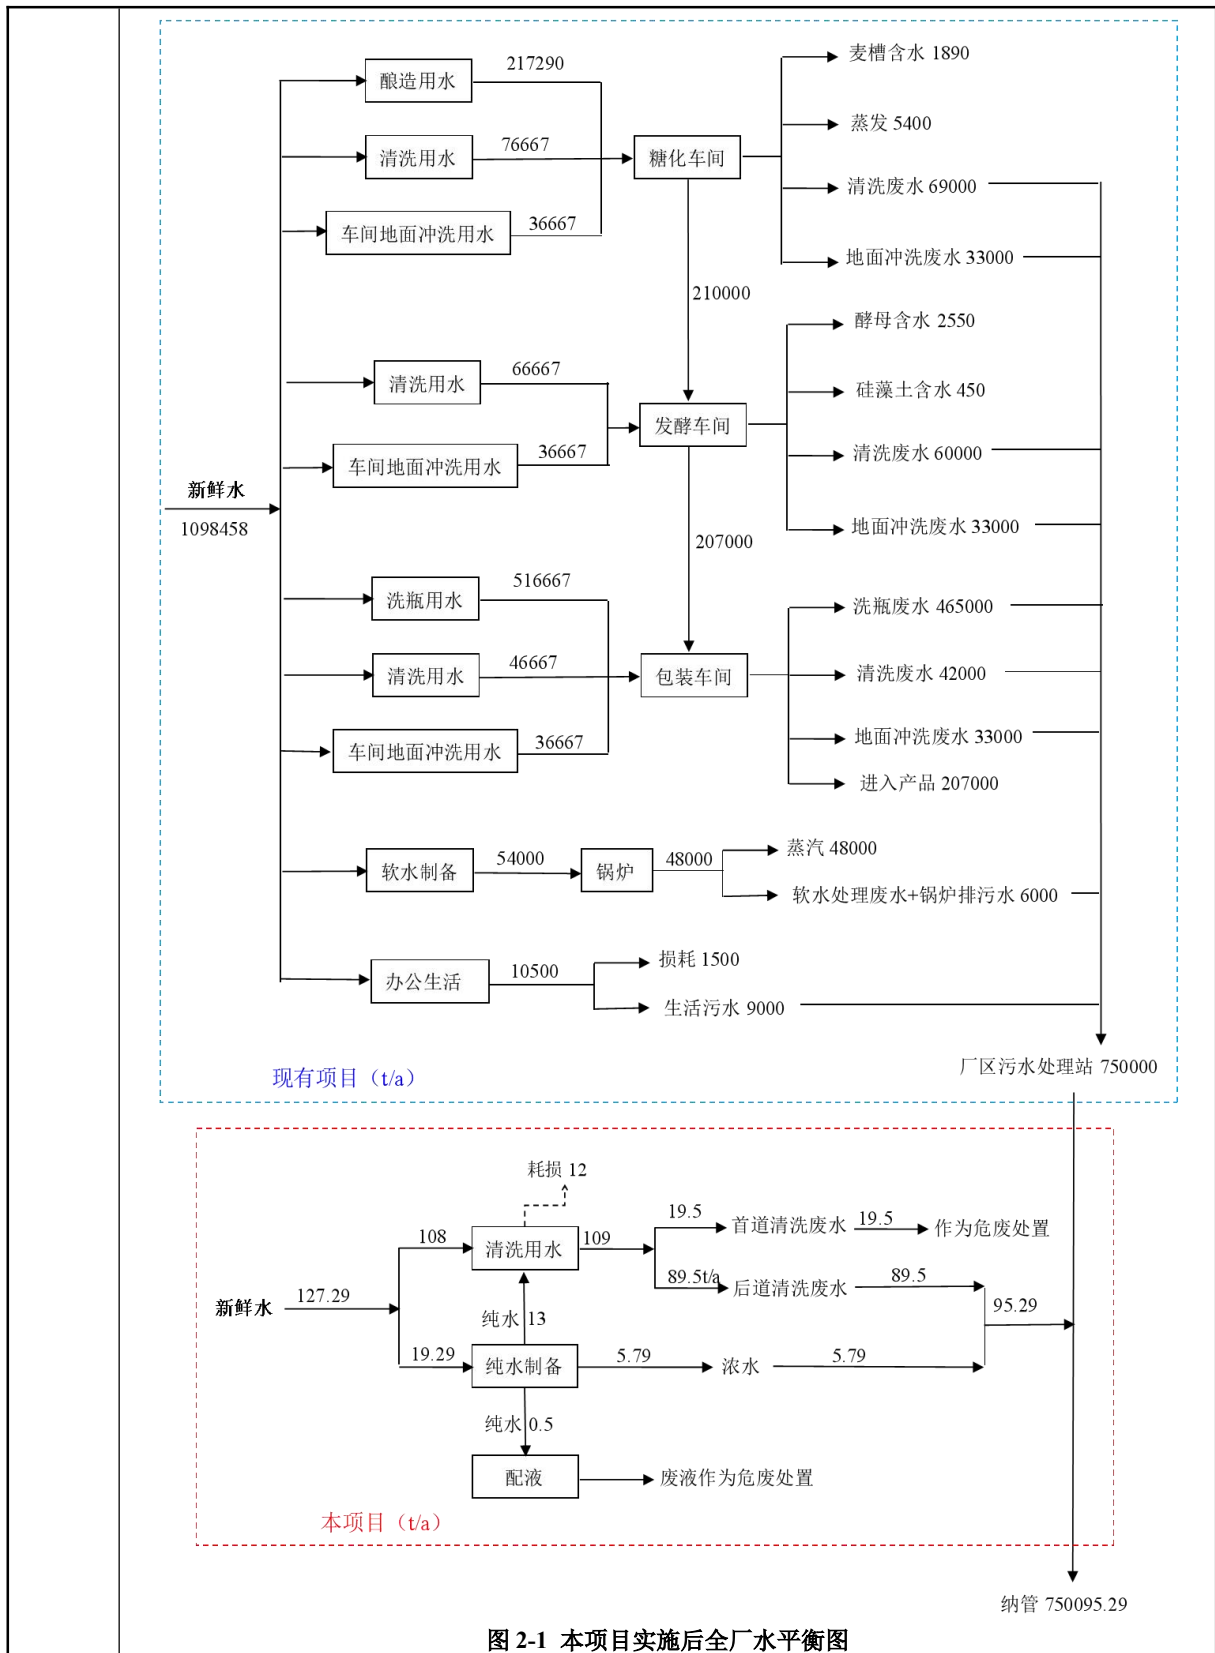 酿造用水 217290
清洗用水 76667
车间地面冲洗用水 36667
糖化车间
麦槽含水 1890
蒸发 5400
清洗废水 69000
地面冲洗废水 33000
210000
清洗用水 66667
车间地面冲洗用水 36667
发酵车间
酵母含水 2550
硅藻土含水 450
清洗废水 60000
地面冲洗废水 33000
新鲜水
1098458
207000
洗瓶用水 516667
清洗用水 46667
车间地面冲洗用水 36667
包装车间
洗瓶废水 465000
清洗废水 42000
地面冲洗废水 33000
进入产品 207000
软水制备 54000 锅炉 48000
蒸汽 48000
软水处理废水+锅炉排污水 6000
办公生活 10500
损耗 1500
生活污水 9000
厂区污水处理站 750000
现有项目（t/a）
耗损 12
新鲜水 127.29
108 清洗用水 109
19.5 首道清洗废水 19.5 作为危废处置
89.5t/a 后道清洗废水 89.5
95.29
纯水 13
19.29 纯水制备 5.79 浓水 5.79
纯水 0.5
配液 废液作为危废处置
本项目（t/a）
纳管 750095.29
图 2-1 本项目实施后全厂水平衡图